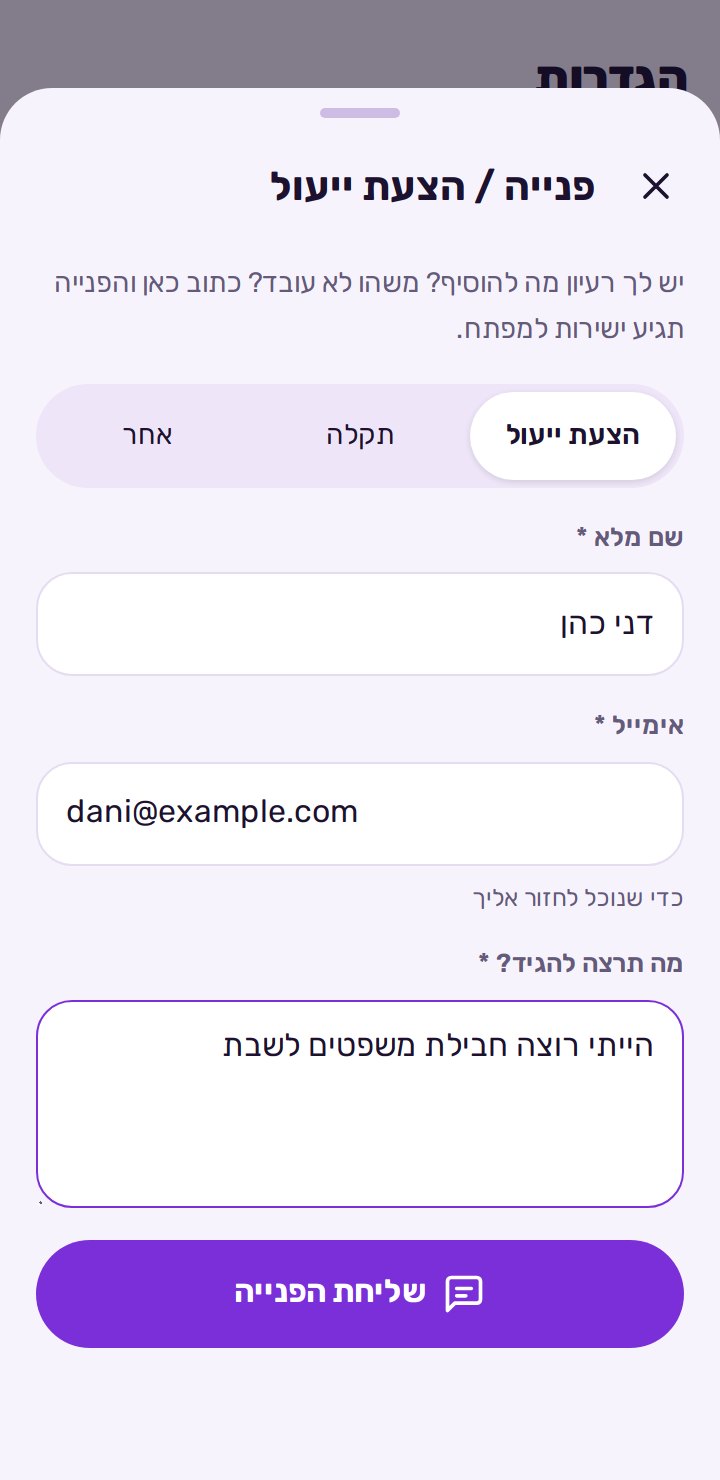 הגדרות
פנייה / הצעת ייעול
יש לך רעיון מה להוסיף? משהו לא עובד? כתוב כאן והפנייה
תגיע ישירות למפתח.
הצעת ייעול
תקלה
אחר
שם מלא *
דני כהן
אימייל *
dani@example.com
כדי שנוכל לחזור אליך
מה תרצה להגיד? *
הייתי רוצה חבילת משפטים לשבת
שליחת הפנייה